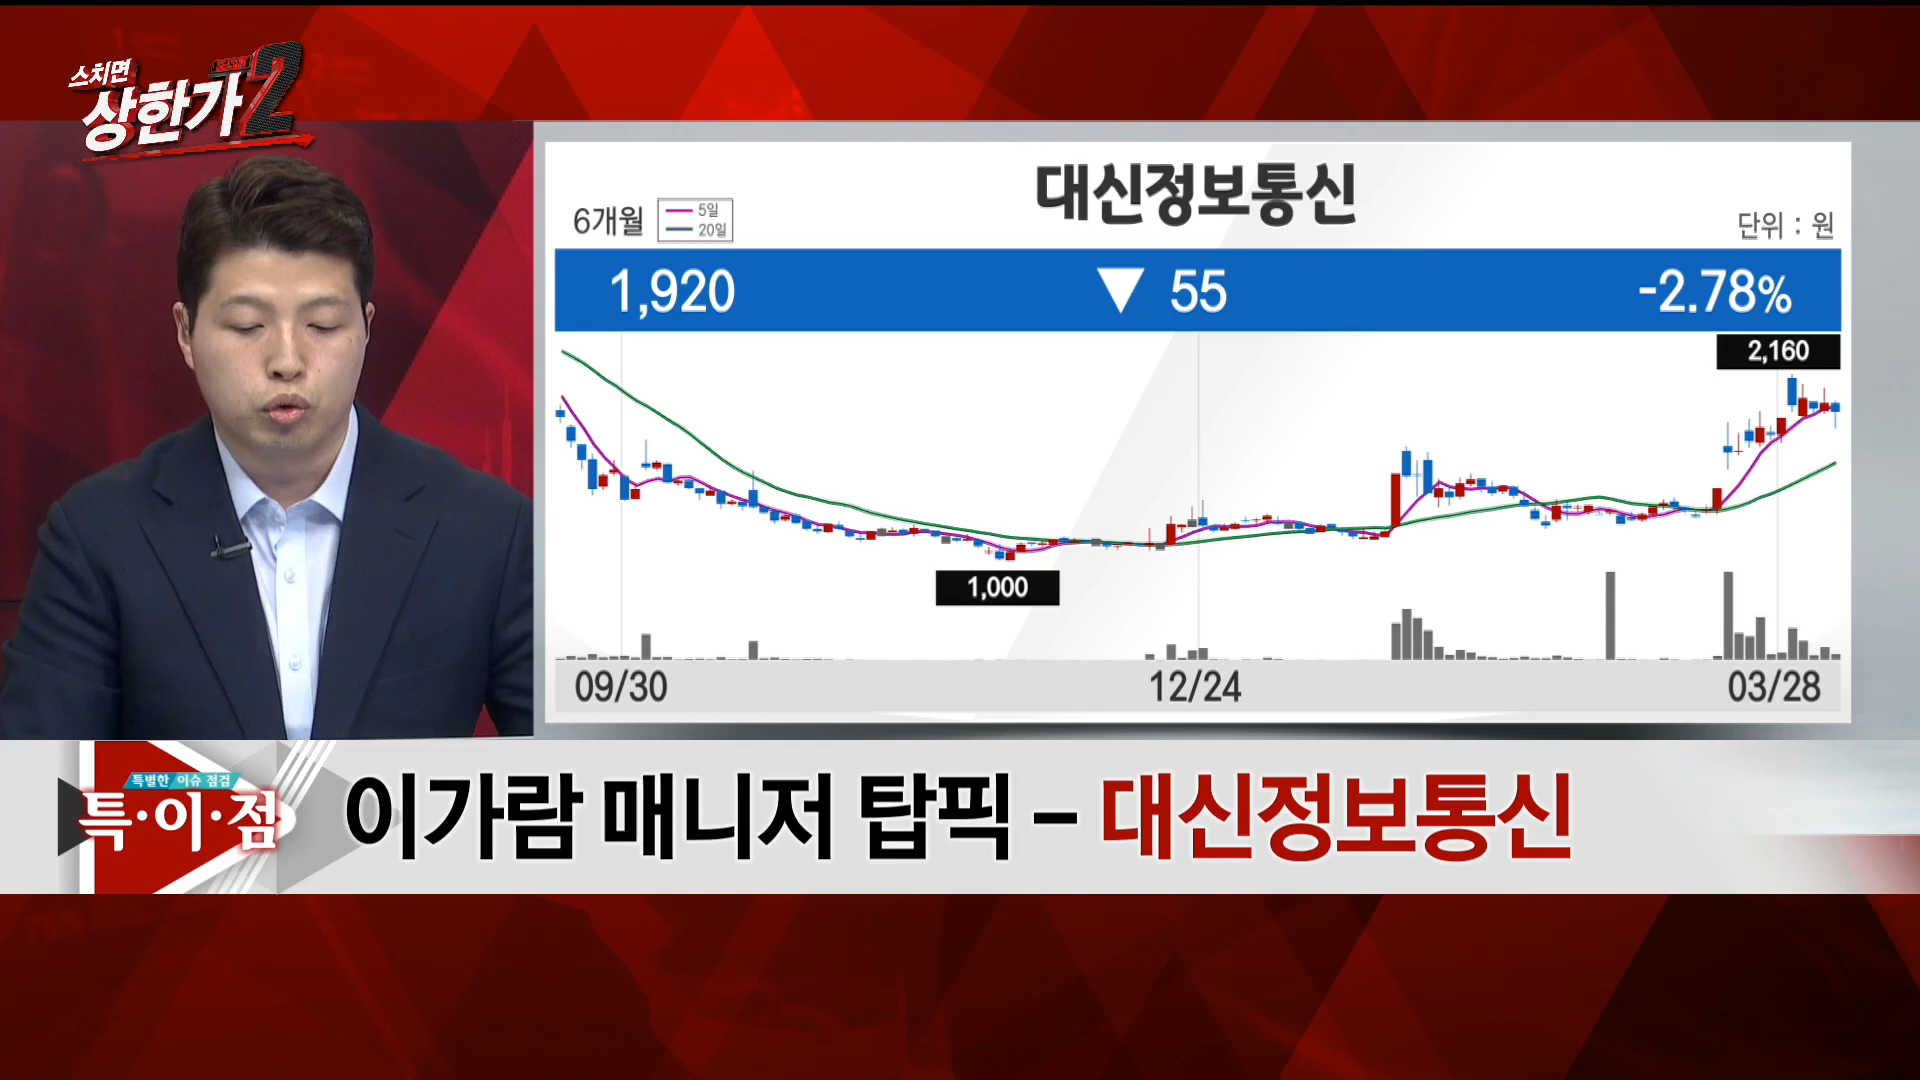 스치면
상한가2
대신정보통신
6개월
5일
20일
단위 : 원
1,920 ▼ 55 -2.78%
2,160
1,000
09/30 12/24 03/28
특별한 이슈 점검
특·이·점
이가람 매니저 탑픽 - 대신정보통신